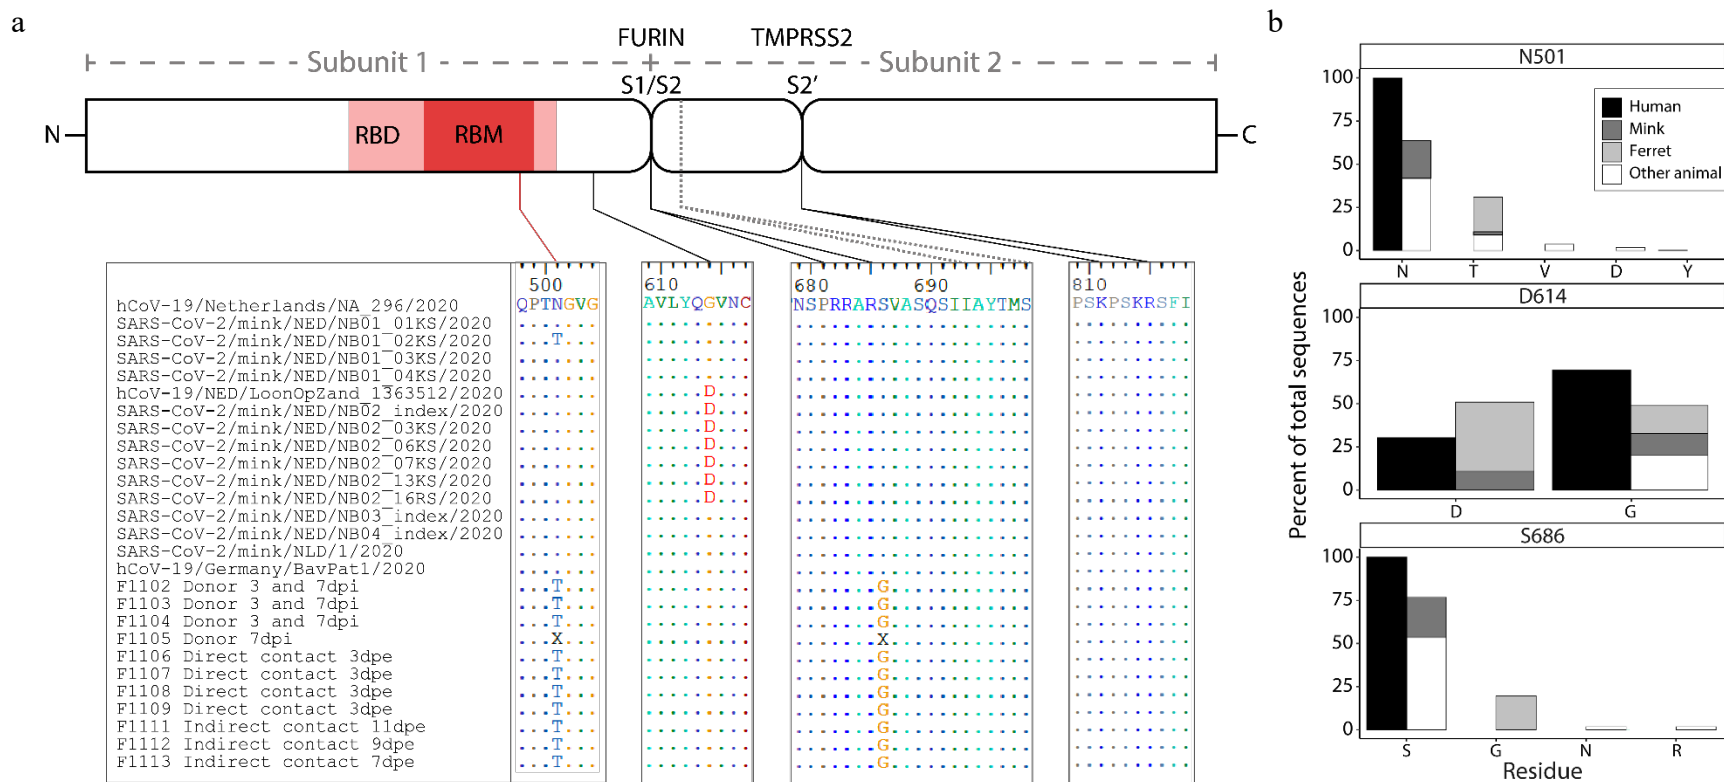 a
FURIN TMPRSS2
Subunit 1 Subunit 2
S1/S2 S2’
N RBD RBM C
500 610 680 690 810
hCoV-19/Netherlands/NA_296/2020 QPTNGVG AVLYQGVNC NSPRRARSVASQSIIAYTMS PSKPSKRSFI
SARS-CoV-2/mink/NED/NB01_01KS/2020
SARS-CoV-2/mink/NED/NB01_02KS/2020 T
SARS-CoV-2/mink/NED/NB01_03KS/2020
SARS-CoV-2/mink/NED/NB01_04KS/2020
hCoV-19/NED/LoonOpZand_1363512/2020 D
SARS-CoV-2/mink/NED/NB02_index/2020 D
SARS-CoV-2/mink/NED/NB02_03KS/2020 D
SARS-CoV-2/mink/NED/NB02_06KS/2020 D
SARS-CoV-2/mink/NED/NB02_07KS/2020 D
SARS-CoV-2/mink/NED/NB02_13KS/2020 D
SARS-CoV-2/mink/NED/NB02_16RS/2020 D
SARS-CoV-2/mink/NED/NB03_index/2020
SARS-CoV-2/mink/NED/NB04_index/2020
SARS-CoV-2/mink/NLD/1/2020
hCoV-19/Germany/BavPat1/2020
F1102 Donor 3 and 7dpi T G
F1103 Donor 3 and 7dpi T G
F1104 Donor 3 and 7dpi T G
F1105 Donor 7dpi X X
F1106 Direct contact 3dpe T G
F1107 Direct contact 3dpe T G
F1108 Direct contact 3dpe T G
F1109 Direct contact 3dpe T G
F1111 Indirect contact 11dpe T G
F1112 Indirect contact 9dpe T G
F1113 Indirect contact 7dpe T G
b
Percent of total sequences
N501
100
75
50
25
0
Human
Mink
Ferret
Other animal
N T V D Y
D614
100
75
50
25
0
D G
S686
100
75
50
25
0
S G N R
Residue